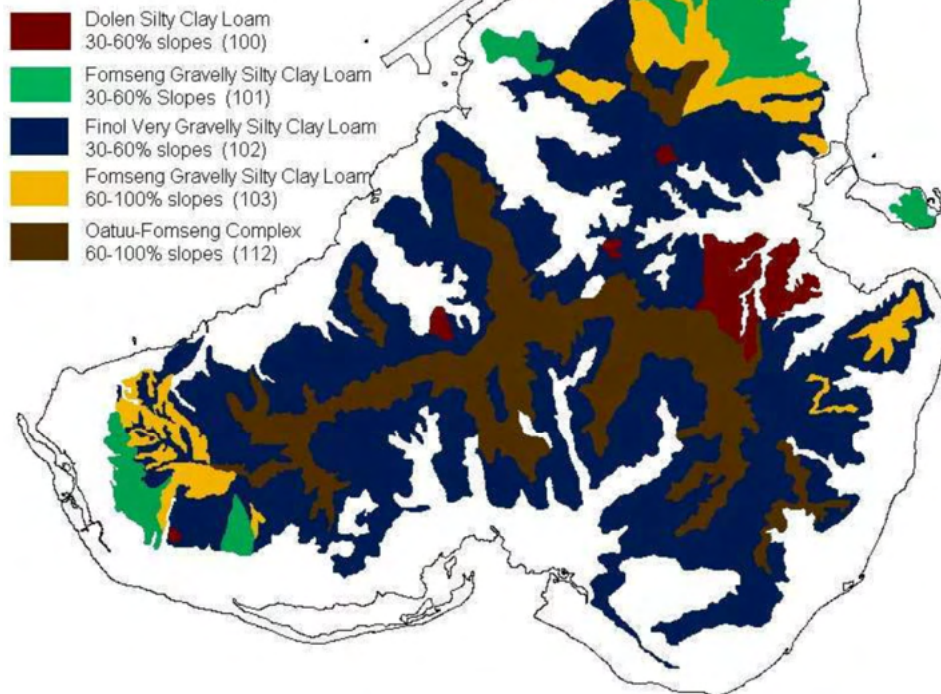 Dolen Silty Clay Loam
30-60% slopes (100)
Fomseng Gravelly Silty Clay Loam
30-60% Slopes (101)
Finol Very Gravelly Silty Clay Loam
30-60% slopes (102)
Fomseng Gravelly Silty Clay Loam
60-100% slopes (103)
Oatuu-Fomseng Complex
60-100% slopes (112)